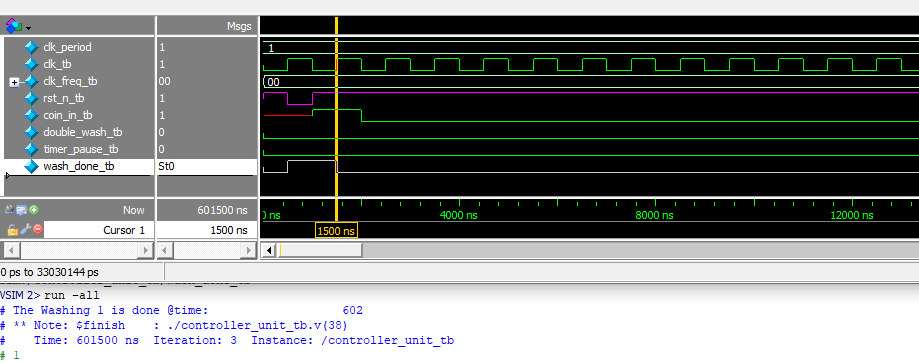 Msgs
clk_period 1 1
clk_tb 1
clk_freq_tb 00 00
rst_n_tb 1
coin_in_tb 1
double_wash_tb 0
timer_pause_tb 0
wash_done_tb St0
Now 601500 ns 0 ns 4000 ns 8000 ns 12000 ns
Cursor 1 1500 ns 1500 ns
0 ps to 33030144 ps
VSIM 2> run -all
# The Washing 1 is done @time: 602
# ** Note: $finish : ./controller_unit_tb.v(38)
# Time: 601500 ns Iteration: 3 Instance: /controller_unit_tb
# 1